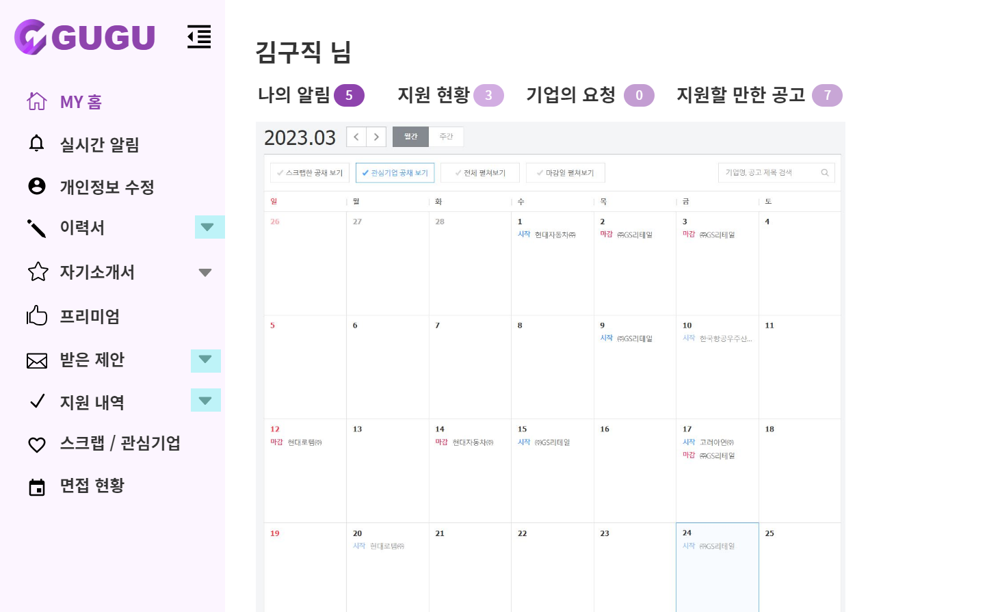 GUGU
MY 홈
실시간 알림
개인정보 수정
이력서
자기소개서
프리미엄
받은 제안
지원 내역
스크랩 / 관심기업
면접 현황
김구직 님
나의 알림 5 지원 현황 3 기업의 요청 0 지원할 만한 공고 7
2023.03 월간 주간
스크랩한 공채 보기 관심기업 공채 보기 전체 펼쳐보기 마감일 펼쳐보기 기업명, 공고 제목 검색
일 월 화 수 목 금 토
26 27 28 1 2 3 4
시작 현대자동차㈜ 마감 ㈜GS리테일 마감 ㈜GS리테일
5 6 7 8 9 10 11
시작 ㈜GS리테일 시작 한국항공우주산...
12 13 14 15 16 17 18
마감 현대로템㈜ 마감 현대자동차㈜ 시작 ㈜GS리테일 시작 고려아연㈜
마감 ㈜GS리테일
19 20 21 22 23 24 25
시작 현대로템㈜ 시작 ㈜GS리테일